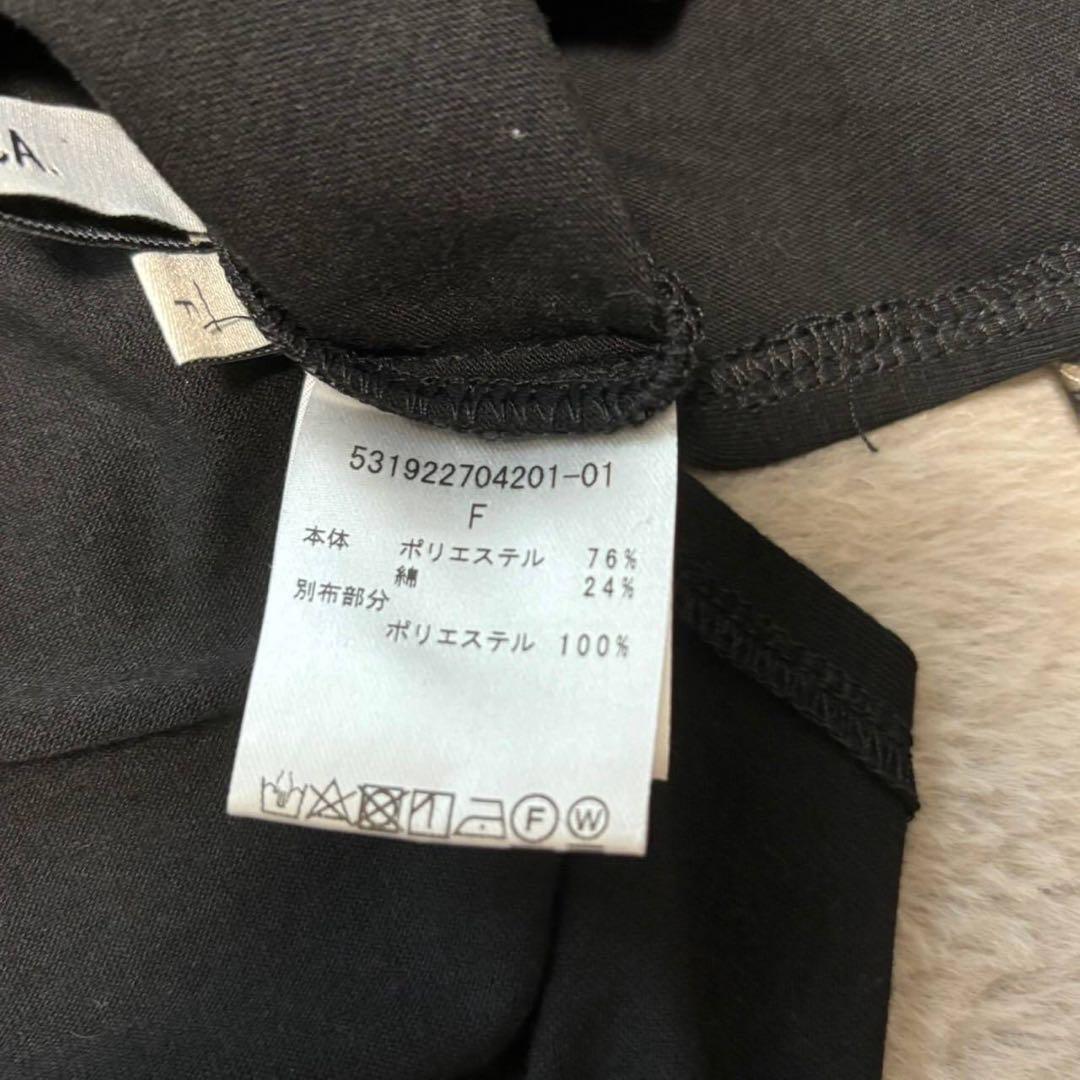 A.
F
531922704201-01
F
本体 ポリエステル 76%
綿 24%
別布部分
ポリエステル 100%
F W